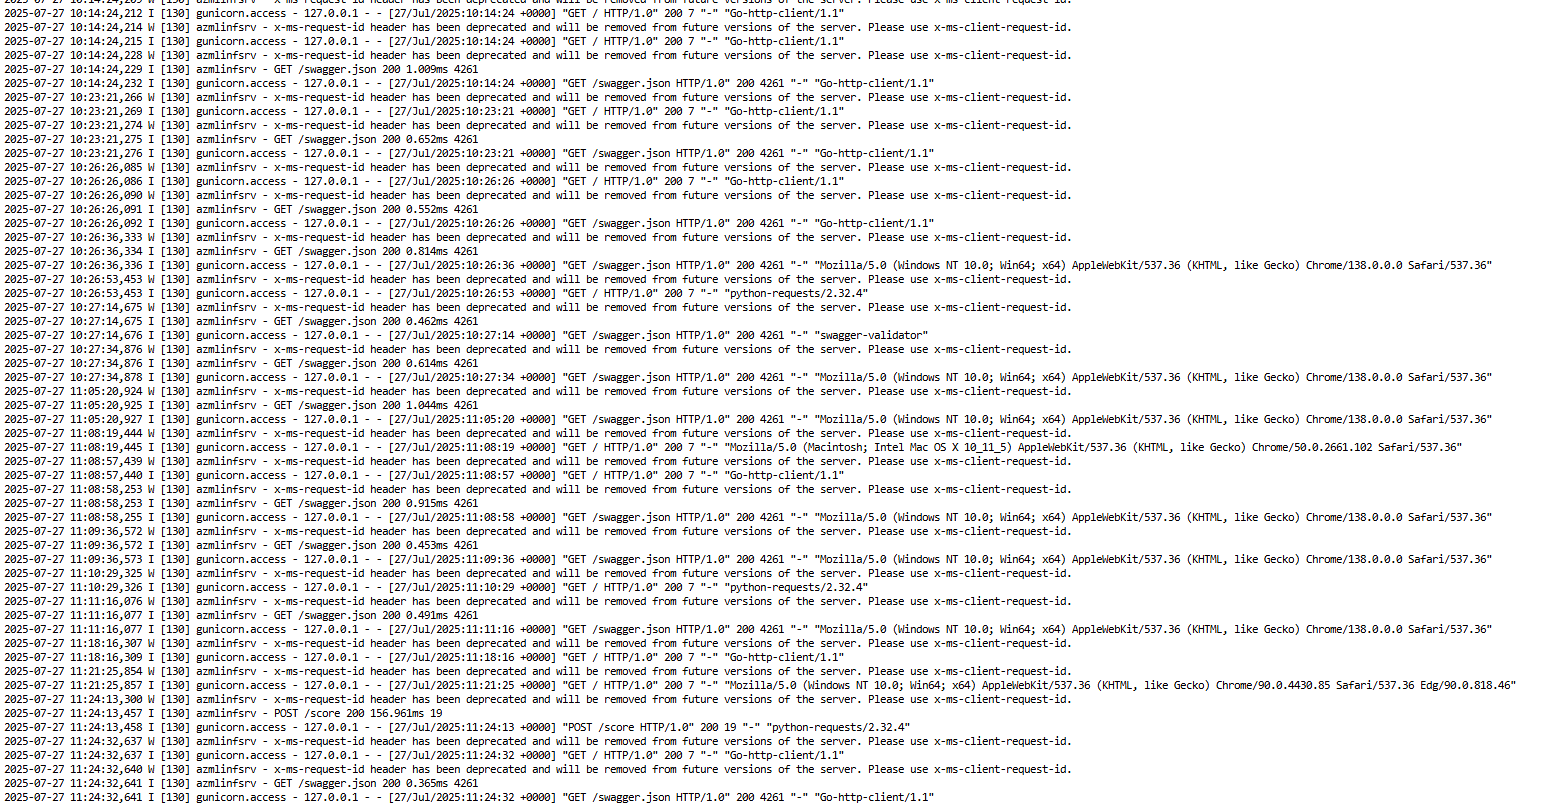 2025-07-27 10:14:24,209 W [130] azmlinfsrv - x-ms-request-id header has been deprecated and will be removed from future versions of the server. Please use x-ms-client-request-id.
2025-07-27 10:14:24,212 I [130] gunicorn.access - 127.0.0.1 - - [27/Jul/2025:10:14:24 +0000] "GET / HTTP/1.0" 200 7 "-" "Go-http-client/1.1"
2025-07-27 10:14:24,214 W [130] azmlinfsrv - x-ms-request-id header has been deprecated and will be removed from future versions of the server. Please use x-ms-client-request-id.
2025-07-27 10:14:24,215 I [130] gunicorn.access - 127.0.0.1 - - [27/Jul/2025:10:14:24 +0000] "GET / HTTP/1.0" 200 7 "-" "Go-http-client/1.1"
2025-07-27 10:14:24,228 W [130] azmlinfsrv - x-ms-request-id header has been deprecated and will be removed from future versions of the server. Please use x-ms-client-request-id.
2025-07-27 10:14:24,229 I [130] azmlinfsrv - GET /swagger.json 200 1.009ms 4261
2025-07-27 10:14:24,232 I [130] gunicorn.access - 127.0.0.1 - - [27/Jul/2025:10:14:24 +0000] "GET /swagger.json HTTP/1.0" 200 4261 "-" "Go-http-client/1.1"
2025-07-27 10:23:21,266 W [130] azmlinfsrv - x-ms-request-id header has been deprecated and will be removed from future versions of the server. Please use x-ms-client-request-id.
2025-07-27 10:23:21,269 I [130] gunicorn.access - 127.0.0.1 - - [27/Jul/2025:10:23:21 +0000] "GET / HTTP/1.0" 200 7 "-" "Go-http-client/1.1"
2025-07-27 10:23:21,274 W [130] azmlinfsrv - x-ms-request-id header has been deprecated and will be removed from future versions of the server. Please use x-ms-client-request-id.
2025-07-27 10:23:21,275 I [130] azmlinfsrv - GET /swagger.json 200 0.652ms 4261
2025-07-27 10:23:21,276 I [130] gunicorn.access - 127.0.0.1 - - [27/Jul/2025:10:23:21 +0000] "GET /swagger.json HTTP/1.0" 200 4261 "-" "Go-http-client/1.1"
2025-07-27 10:26:26,085 W [130] azmlinfsrv - x-ms-request-id header has been deprecated and will be removed from future versions of the server. Please use x-ms-client-request-id.
2025-07-27 10:26:26,086 I [130] gunicorn.access - 127.0.0.1 - - [27/Jul/2025:10:26:26 +0000] "GET / HTTP/1.0" 200 7 "-" "Go-http-client/1.1"
2025-07-27 10:26:26,090 W [130] azmlinfsrv - x-ms-request-id header has been deprecated and will be removed from future versions of the server. Please use x-ms-client-request-id.
2025-07-27 10:26:26,091 I [130] azmlinfsrv - GET /swagger.json 200 0.552ms 4261
2025-07-27 10:26:26,092 I [130] gunicorn.access - 127.0.0.1 - - [27/Jul/2025:10:26:26 +0000] "GET /swagger.json HTTP/1.0" 200 4261 "-" "Go-http-client/1.1"
2025-07-27 10:26:36,333 W [130] azmlinfsrv - x-ms-request-id header has been deprecated and will be removed from future versions of the server. Please use x-ms-client-request-id.
2025-07-27 10:26:36,334 I [130] azmlinfsrv - GET /swagger.json 200 0.814ms 4261
2025-07-27 10:26:36,336 I [130] gunicorn.access - 127.0.0.1 - - [27/Jul/2025:10:26:36 +0000] "GET /swagger.json HTTP/1.0" 200 4261 "-" "Mozilla/5.0 (Windows NT 10.0; Win64; x64) AppleWebKit/537.36 (KHTML, like Gecko) Chrome/138.0.0.0 Safari/537.36"
2025-07-27 10:26:53,453 W [130] azmlinfsrv - x-ms-request-id header has been deprecated and will be removed from future versions of the server. Please use x-ms-client-request-id.
2025-07-27 10:26:53,453 I [130] gunicorn.access - 127.0.0.1 - - [27/Jul/2025:10:26:53 +0000] "GET / HTTP/1.0" 200 7 "-" "python-requests/2.32.4"
2025-07-27 10:27:14,675 W [130] azmlinfsrv - x-ms-request-id header has been deprecated and will be removed from future versions of the server. Please use x-ms-client-request-id.
2025-07-27 10:27:14,675 I [130] azmlinfsrv - GET /swagger.json 200 0.462ms 4261
2025-07-27 10:27:14,676 I [130] gunicorn.access - 127.0.0.1 - - [27/Jul/2025:10:27:14 +0000] "GET /swagger.json HTTP/1.0" 200 4261 "-" "swagger-validator"
2025-07-27 10:27:34,876 W [130] azmlinfsrv - x-ms-request-id header has been deprecated and will be removed from future versions of the server. Please use x-ms-client-request-id.
2025-07-27 10:27:34,876 I [130] azmlinfsrv - GET /swagger.json 200 0.614ms 4261
2025-07-27 10:27:34,878 I [130] gunicorn.access - 127.0.0.1 - - [27/Jul/2025:10:27:34 +0000] "GET /swagger.json HTTP/1.0" 200 4261 "-" "Mozilla/5.0 (Windows NT 10.0; Win64; x64) AppleWebKit/537.36 (KHTML, like Gecko) Chrome/138.0.0.0 Safari/537.36"
2025-07-27 11:05:20,924 W [130] azmlinfsrv - x-ms-request-id header has been deprecated and will be removed from future versions of the server. Please use x-ms-client-request-id.
2025-07-27 11:05:20,925 I [130] azmlinfsrv - GET /swagger.json 200 1.044ms 4261
2025-07-27 11:05:20,927 I [130] gunicorn.access - 127.0.0.1 - - [27/Jul/2025:11:05:20 +0000] "GET /swagger.json HTTP/1.0" 200 4261 "-" "Mozilla/5.0 (Windows NT 10.0; Win64; x64) AppleWebKit/537.36 (KHTML, like Gecko) Chrome/138.0.0.0 Safari/537.36"
2025-07-27 11:08:19,444 W [130] azmlinfsrv - x-ms-request-id header has been deprecated and will be removed from future versions of the server. Please use x-ms-client-request-id.
2025-07-27 11:08:19,445 I [130] gunicorn.access - 127.0.0.1 - - [27/Jul/2025:11:08:19 +0000] "GET / HTTP/1.0" 200 7 "-" "Mozilla/5.0 (Macintosh; Intel Mac OS X 10_11_5) AppleWebKit/537.36 (KHTML, like Gecko) Chrome/50.0.2661.102 Safari/537.36"
2025-07-27 11:08:57,439 W [130] azmlinfsrv - x-ms-request-id header has been deprecated and will be removed from future versions of the server. Please use x-ms-client-request-id.
2025-07-27 11:08:57,440 I [130] gunicorn.access - 127.0.0.1 - - [27/Jul/2025:11:08:57 +0000] "GET / HTTP/1.0" 200 7 "-" "Go-http-client/1.1"
2025-07-27 11:08:58,253 W [130] azmlinfsrv - x-ms-request-id header has been deprecated and will be removed from future versions of the server. Please use x-ms-client-request-id.
2025-07-27 11:08:58,253 I [130] azmlinfsrv - GET /swagger.json 200 0.915ms 4261
2025-07-27 11:08:58,255 I [130] gunicorn.access - 127.0.0.1 - - [27/Jul/2025:11:08:58 +0000] "GET /swagger.json HTTP/1.0" 200 4261 "-" "Mozilla/5.0 (Windows NT 10.0; Win64; x64) AppleWebKit/537.36 (KHTML, like Gecko) Chrome/138.0.0.0 Safari/537.36"
2025-07-27 11:09:36,572 W [130] azmlinfsrv - x-ms-request-id header has been deprecated and will be removed from future versions of the server. Please use x-ms-client-request-id.
2025-07-27 11:09:36,572 I [130] azmlinfsrv - GET /swagger.json 200 0.453ms 4261
2025-07-27 11:09:36,573 I [130] gunicorn.access - 127.0.0.1 - - [27/Jul/2025:11:09:36 +0000] "GET /swagger.json HTTP/1.0" 200 4261 "-" "Mozilla/5.0 (Windows NT 10.0; Win64; x64) AppleWebKit/537.36 (KHTML, like Gecko) Chrome/138.0.0.0 Safari/537.36"
2025-07-27 11:10:29,325 W [130] azmlinfsrv - x-ms-request-id header has been deprecated and will be removed from future versions of the server. Please use x-ms-client-request-id.
2025-07-27 11:10:29,326 I [130] gunicorn.access - 127.0.0.1 - - [27/Jul/2025:11:10:29 +0000] "GET / HTTP/1.0" 200 7 "-" "python-requests/2.32.4"
2025-07-27 11:11:16,076 W [130] azmlinfsrv - x-ms-request-id header has been deprecated and will be removed from future versions of the server. Please use x-ms-client-request-id.
2025-07-27 11:11:16,077 I [130] azmlinfsrv - GET /swagger.json 200 0.491ms 4261
2025-07-27 11:11:16,077 I [130] gunicorn.access - 127.0.0.1 - - [27/Jul/2025:11:11:16 +0000] "GET /swagger.json HTTP/1.0" 200 4261 "-" "Mozilla/5.0 (Windows NT 10.0; Win64; x64) AppleWebKit/537.36 (KHTML, like Gecko) Chrome/138.0.0.0 Safari/537.36"
2025-07-27 11:18:16,307 W [130] azmlinfsrv - x-ms-request-id header has been deprecated and will be removed from future versions of the server. Please use x-ms-client-request-id.
2025-07-27 11:18:16,309 I [130] gunicorn.access - 127.0.0.1 - - [27/Jul/2025:11:18:16 +0000] "GET / HTTP/1.0" 200 7 "-" "Go-http-client/1.1"
2025-07-27 11:21:25,854 W [130] azmlinfsrv - x-ms-request-id header has been deprecated and will be removed from future versions of the server. Please use x-ms-client-request-id.
2025-07-27 11:21:25,857 I [130] gunicorn.access - 127.0.0.1 - - [27/Jul/2025:11:21:25 +0000] "GET / HTTP/1.0" 200 7 "-" "Mozilla/5.0 (Windows NT 10.0; Win64; x64) AppleWebKit/537.36 (KHTML, like Gecko) Chrome/90.0.4430.85 Safari/537.36 Edg/90.0.818.46"
2025-07-27 11:24:13,300 W [130] azmlinfsrv - x-ms-request-id header has been deprecated and will be removed from future versions of the server. Please use x-ms-client-request-id.
2025-07-27 11:24:13,457 I [130] azmlinfsrv - POST /score 200 156.961ms 19
2025-07-27 11:24:13,458 I [130] gunicorn.access - 127.0.0.1 - - [27/Jul/2025:11:24:13 +0000] "POST /score HTTP/1.0" 200 19 "-" "python-requests/2.32.4"
2025-07-27 11:24:32,637 W [130] azmlinfsrv - x-ms-request-id header has been deprecated and will be removed from future versions of the server. Please use x-ms-client-request-id.
2025-07-27 11:24:32,637 I [130] gunicorn.access - 127.0.0.1 - - [27/Jul/2025:11:24:32 +0000] "GET / HTTP/1.0" 200 7 "-" "Go-http-client/1.1"
2025-07-27 11:24:32,640 W [130] azmlinfsrv - x-ms-request-id header has been deprecated and will be removed from future versions of the server. Please use x-ms-client-request-id.
2025-07-27 11:24:32,641 I [130] azmlinfsrv - GET /swagger.json 200 0.365ms 4261
2025-07-27 11:24:32,641 I [130] gunicorn.access - 127.0.0.1 - - [27/Jul/2025:11:24:32 +0000] "GET /swagger.json HTTP/1.0" 200 4261 "-" "Go-http-client/1.1"